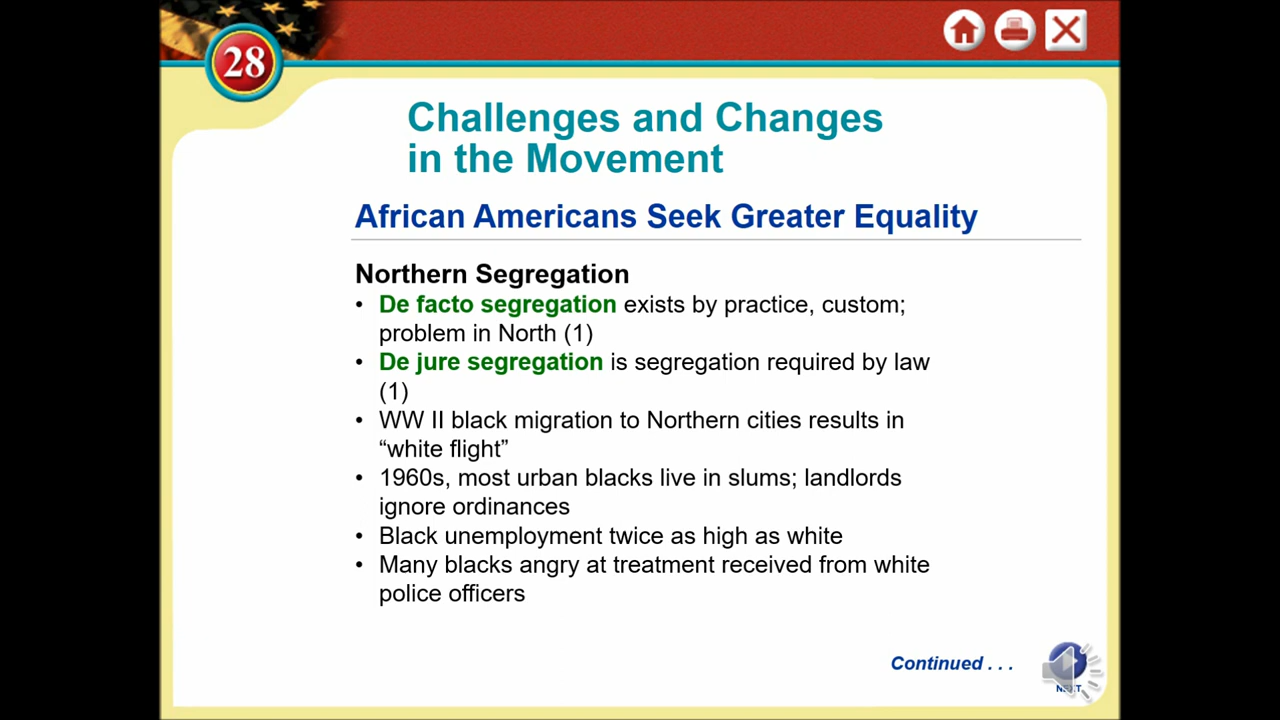 28
Challenges and Changes
in the Movement
African Americans Seek Greater Equality
Northern Segregation
• De facto segregation exists by practice, custom;
problem in North (1)
• De jure segregation is segregation required by law
(1)
• WW II black migration to Northern cities results in
“white flight”
• 1960s, most urban blacks live in slums; landlords
ignore ordinances
• Black unemployment twice as high as white
• Many blacks angry at treatment received from white
police officers
Continued . . .